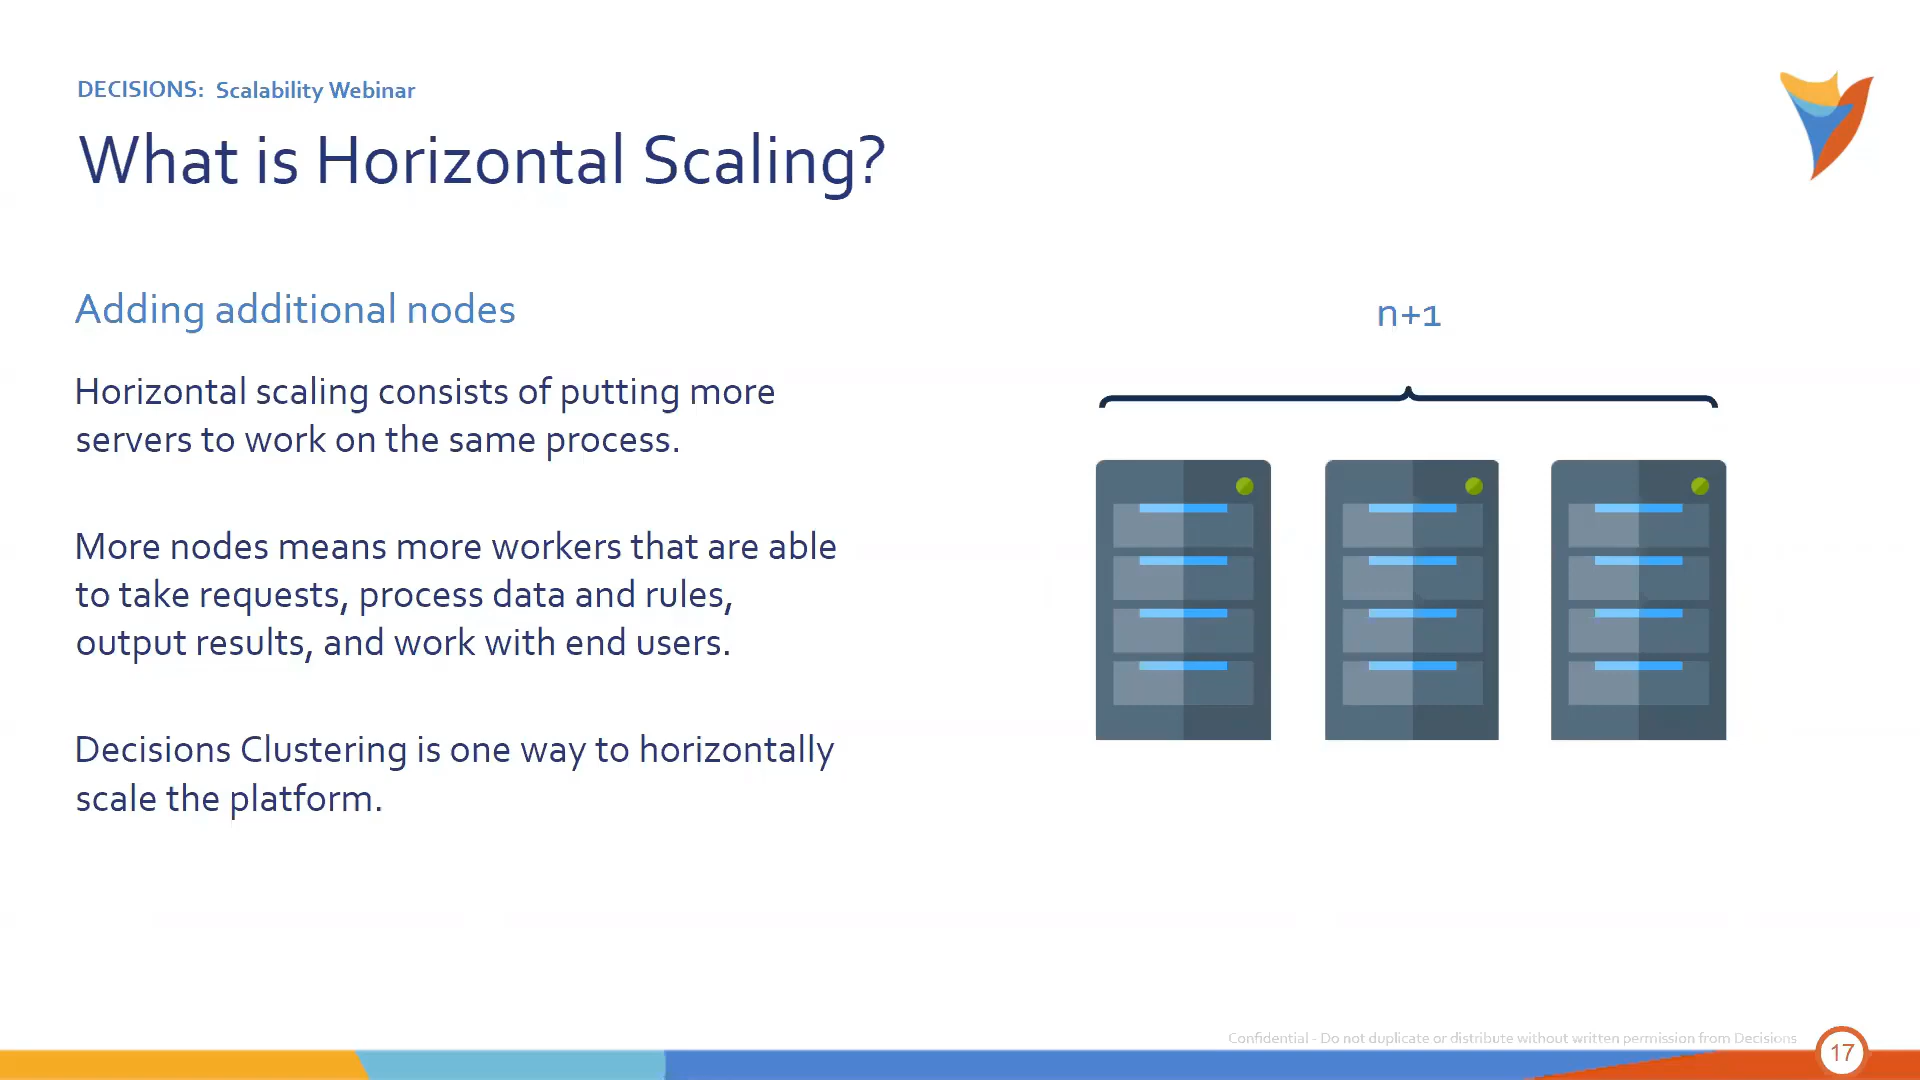 DECISIONS: Scalability Webinar
What is Horizontal Scaling?
Adding additional nodes
Horizontal scaling consists of putting more
servers to work on the same process.
More nodes means more workers that are able
to take requests, process data and rules,
output results, and work with end users.
Decisions Clustering is one way to horizontally
scale the platform.
n+1
Confidential - Do not duplicate or distribute without written permission from Decisions
17